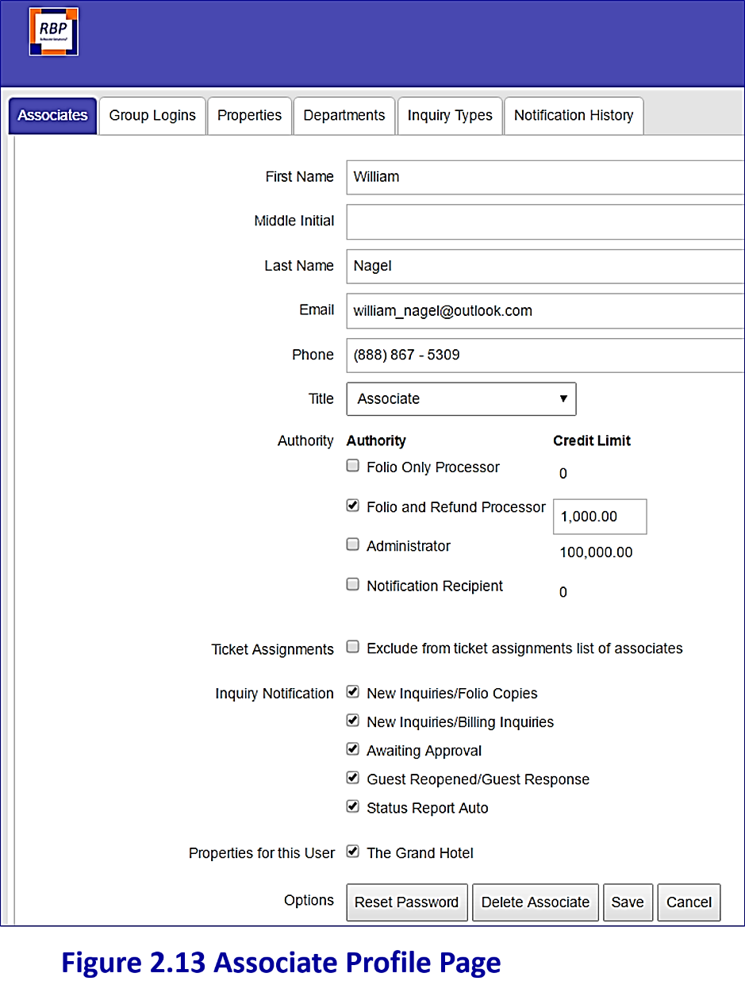 RBP
Associates Group Logins Properties Departments Inquiry Types Notification History
First Name William
Middle Initial
Last Name Nagel
Email william_nagel@outlook.com
Phone (888) 867 - 5309
Title Associate
Authority Authority Credit Limit
Folio Only Processor 0
Folio and Refund Processor 1,000.00
Administrator 100,000.00
Notification Recipient 0
Ticket Assignments Exclude from ticket assignments list of associates
Inquiry Notification New Inquiries/Folio Copies
New Inquiries/Billing Inquiries
Awaiting Approval
Guest Reopened/Guest Response
Status Report Auto
Properties for this User The Grand Hotel
Options Reset Password Delete Associate Save Cancel
Figure 2.13 Associate Profile Page